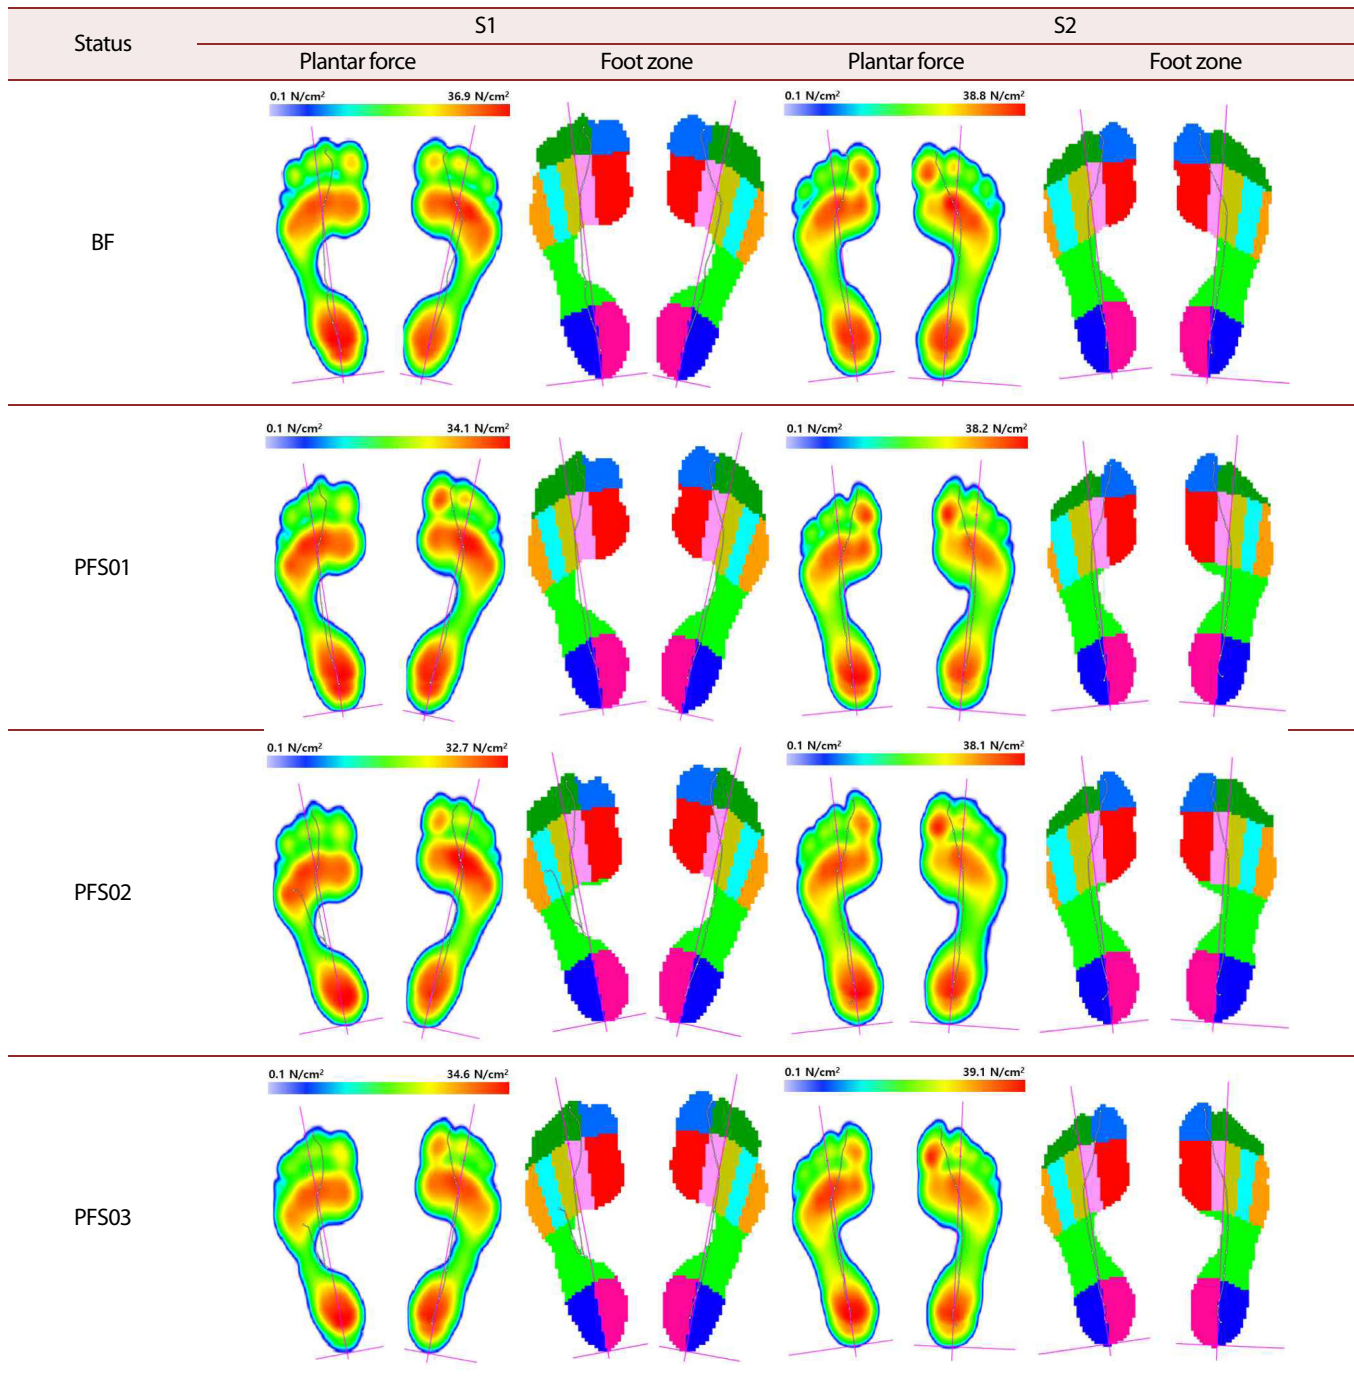 Status S1 S2
Plantar force Foot zone Plantar force Foot zone
0.1 N/cm² 36.9 N/cm² 0.1 N/cm² 38.8 N/cm²
BF
0.1 N/cm² 34.1 N/cm² 0.1 N/cm² 38.2 N/cm²
PFS01
0.1 N/cm² 32.7 N/cm² 0.1 N/cm² 38.1 N/cm²
PFS02
0.1 N/cm² 34.6 N/cm² 0.1 N/cm² 39.1 N/cm²
PFS03